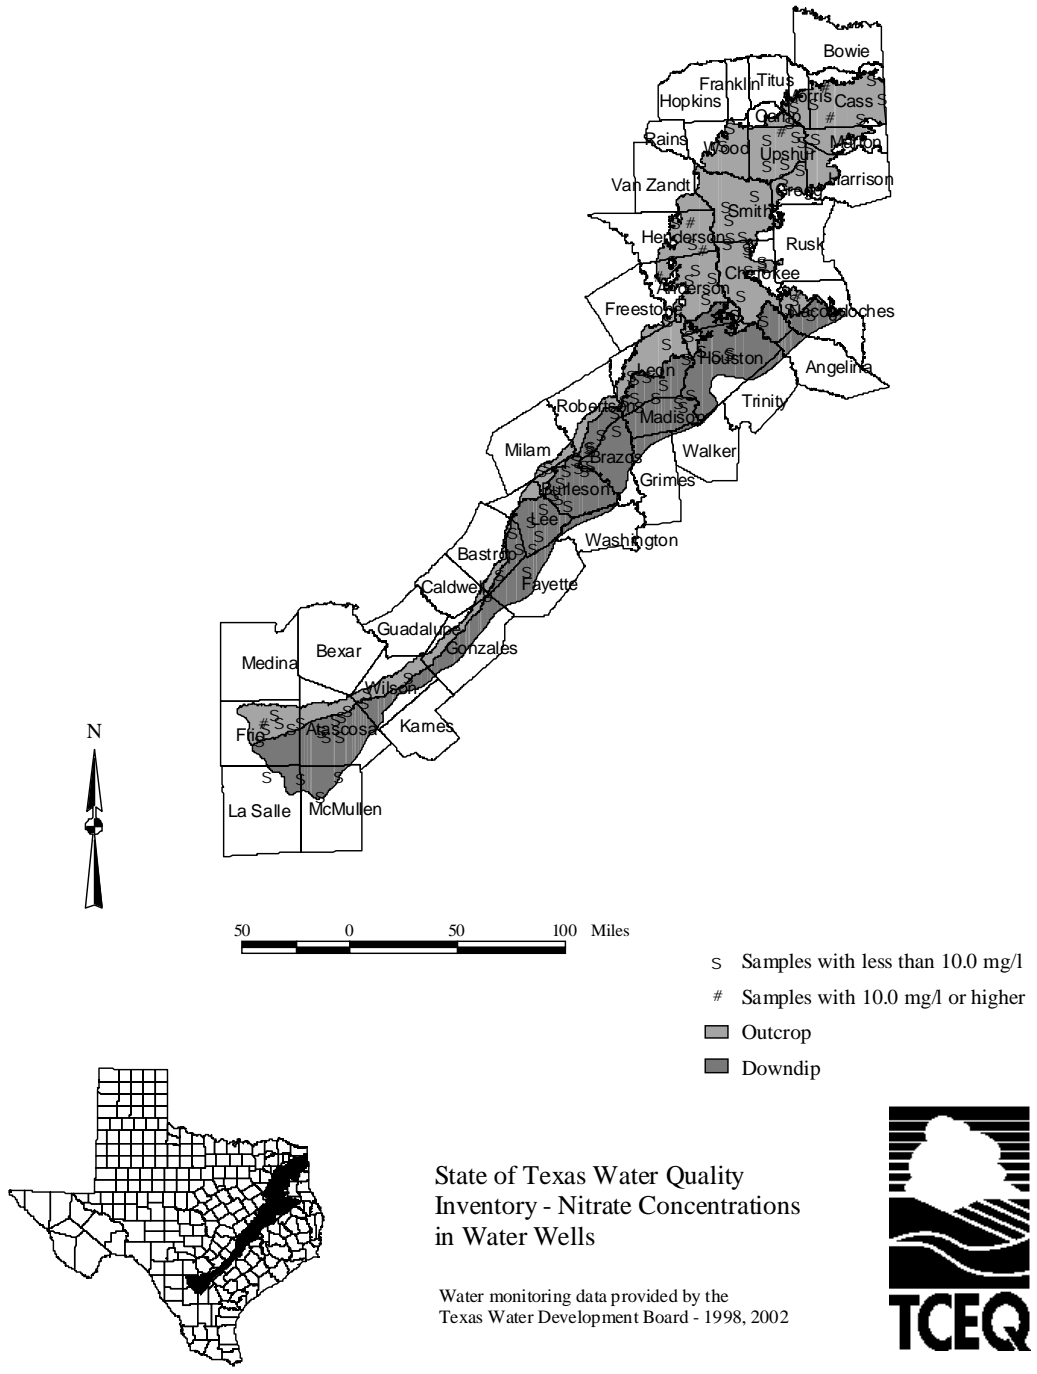 Bowie
Franklin
Titus
Hopkins
Morris
Cass
Camp
Rains
Wood
Upshur
Marion
Van Zandt
Gregg
Harrison
Smith
Henderson
Rusk
Cherokee
Anderson
Freestone
Nacogdoches
Houston
Leon
Angelina
Robertson
Madison
Trinity
Milam
Brazos
Walker
Burleson
Grimes
Lee
Washington
Bastrop
Fayette
Caldwell
Guadalupe
Gonzales
Bexar
Medina
Wilson
Karnes
Frio
Atascosa
La Salle
McMullen
N
50 0 50 100 Miles
S Samples with less than 10.0 mg/l
# Samples with 10.0 mg/l or higher
Outcrop
Downdip
State of Texas Water Quality
Inventory - Nitrate Concentrations
in Water Wells
Water monitoring data provided by the
Texas Water Development Board - 1998, 2002
TCEQ